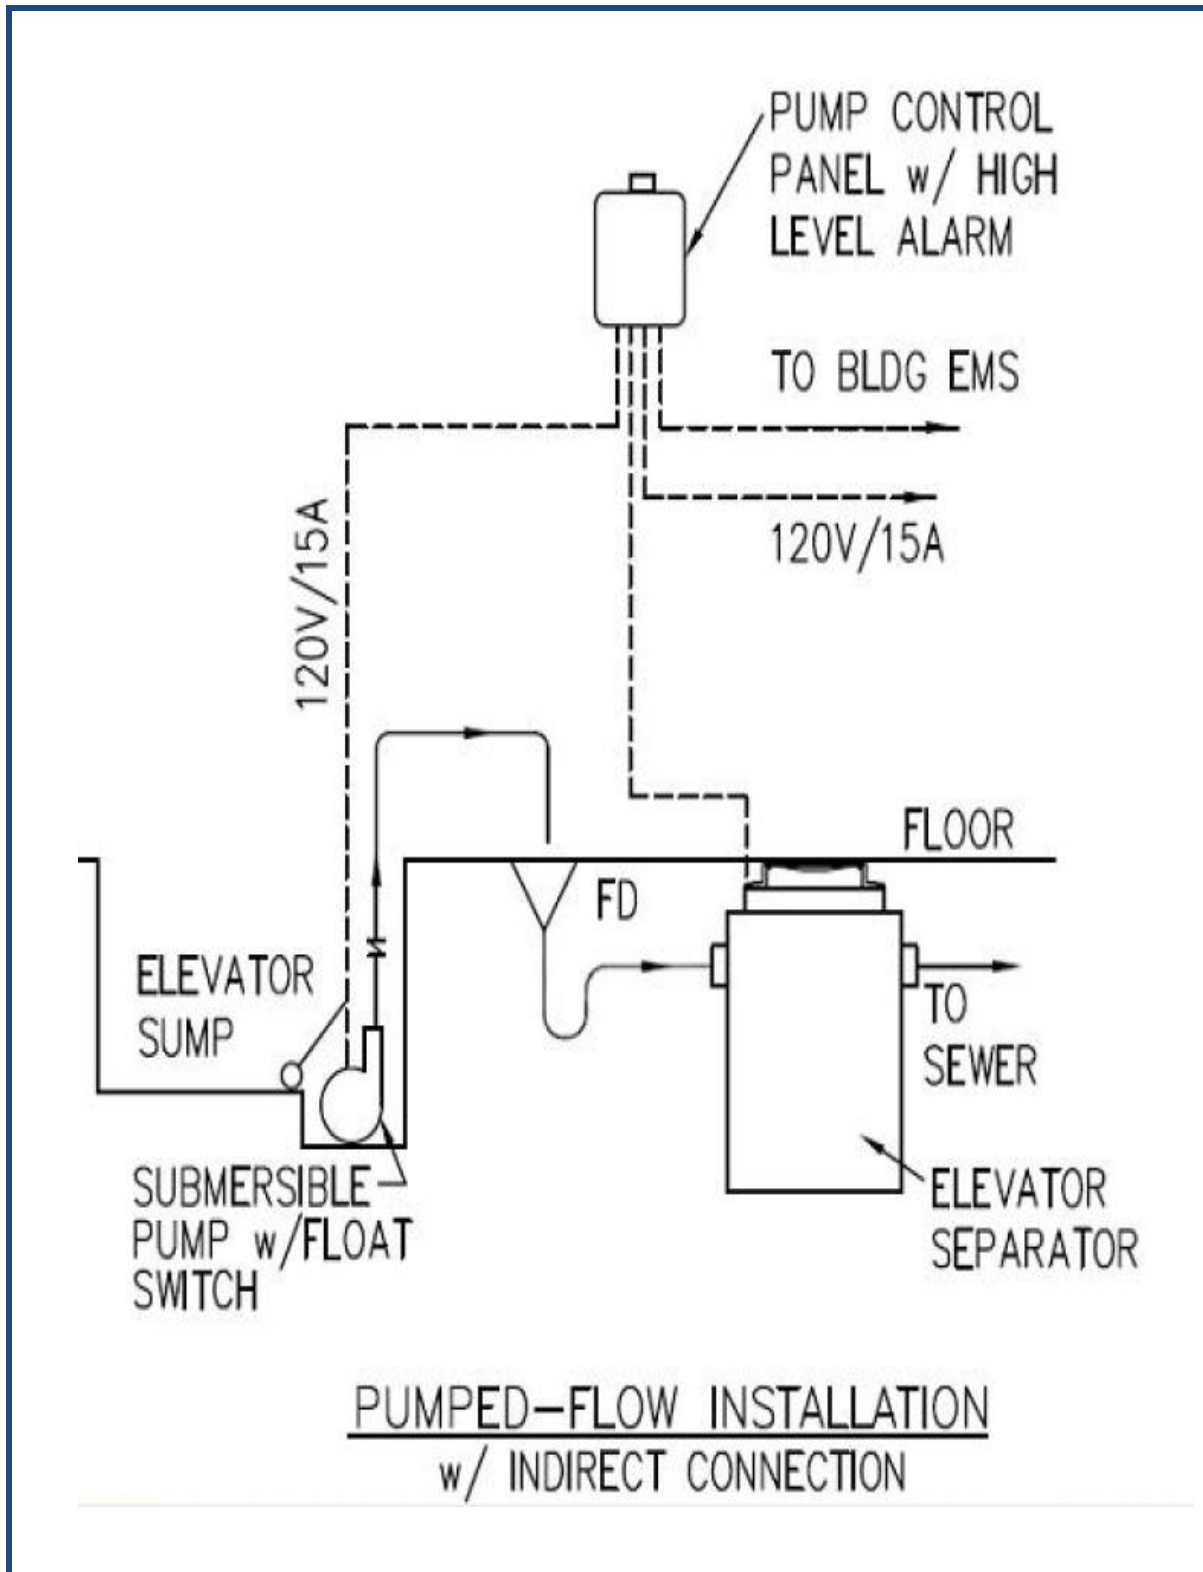 PUMP CONTROL
PANEL w/ HIGH
LEVEL ALARM
TO BLDG EMS
120V/15A
120V/15A
FLOOR
FD
ELEVATOR
SUMP
TO
SEWER
SUBMERSIBLE
PUMP w/FLOAT
SWITCH
ELEVATOR
SEPARATOR
PUMPED-FLOW INSTALLATION
w/ INDIRECT CONNECTION